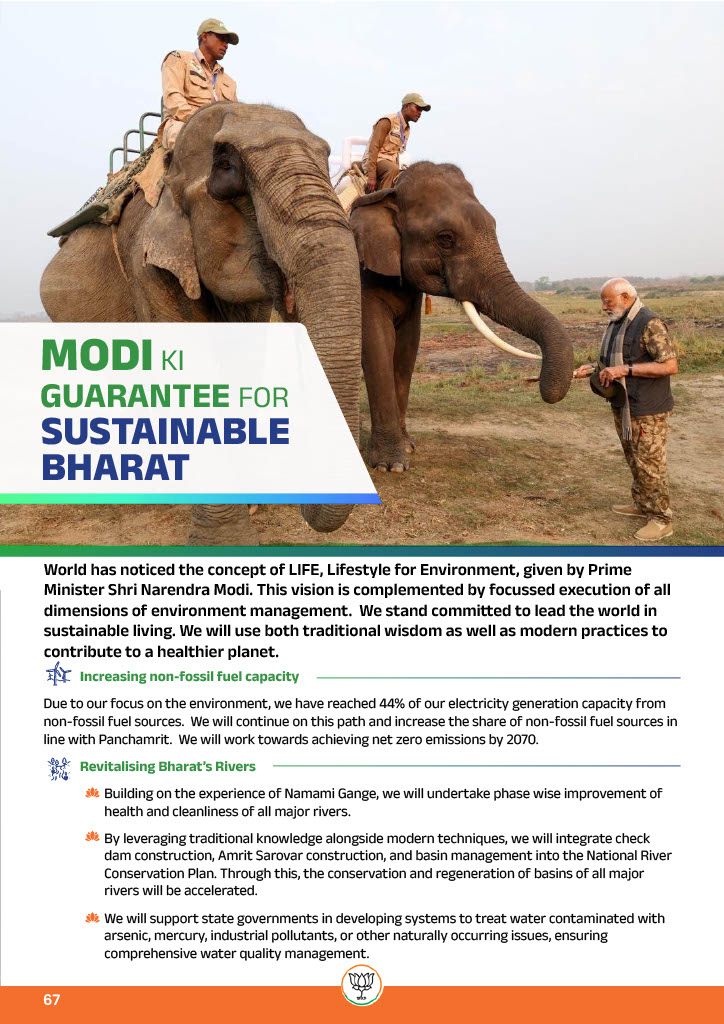 MODI KI
GUARANTEE FOR
SUSTAINABLE
BHARAT
World has noticed the concept of LIFE, Lifestyle for Environment, given by Prime
Minister Shri Narendra Modi. This vision is complemented by focussed execution of all
dimensions of environment management. We stand committed to lead the world in
sustainable living. We will use both traditional wisdom as well as modern practices to
contribute to a healthier planet.
Increasing non-fossil fuel capacity
Due to our focus on the environment, we have reached 44% of our electricity generation capacity from
non-fossil fuel sources. We will continue on this path and increase the share of non-fossil fuel sources in
line with Panchamrit. We will work towards achieving net zero emissions by 2070.
Revitalising Bharat's Rivers
Building on the experience of Namami Gange, we will undertake phase wise improvement of
health and cleanliness of all major rivers.
By leveraging traditional knowledge alongside modern techniques, we will integrate check
dam construction, Amrit Sarovar construction, and basin management into the National River
Conservation Plan. Through this, the conservation and regeneration of basins of all major
rivers will be accelerated.
We will support state governments in developing systems to treat water contaminated with
arsenic, mercury, industrial pollutants, or other naturally occurring issues, ensuring
comprehensive water quality management.
67